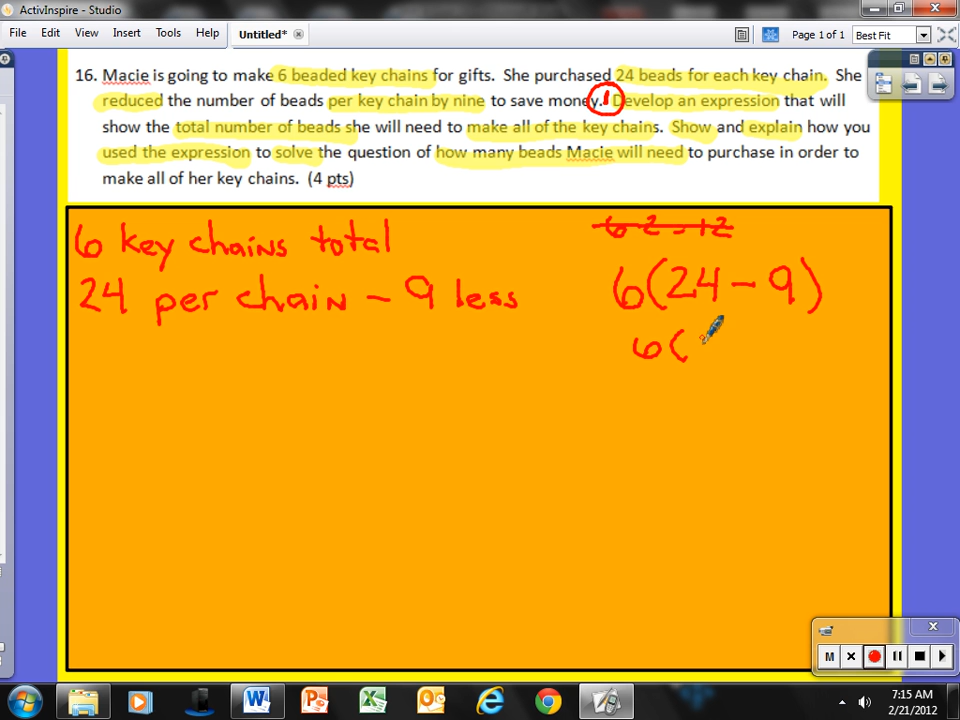 ActivInspire - Studio
File Edit View Insert Tools Help Untitled* Page 1 of 1 Best Fit
16. Macie is going to make 6 beaded key chains for gifts. She purchased 24 beads for each key chain. She
reduced the number of beads per key chain by nine to save money. 1 Develop an expression that will
show the total number of beads she will need to make all of the key chains. Show and explain how you
used the expression to solve the question of how many beads Macie will need to purchase in order to
make all of her key chains. (4 pts)
6 key chains total
24 per chain - 9 less
6(24-9)
6(
M
7:15 AM
2/21/2012